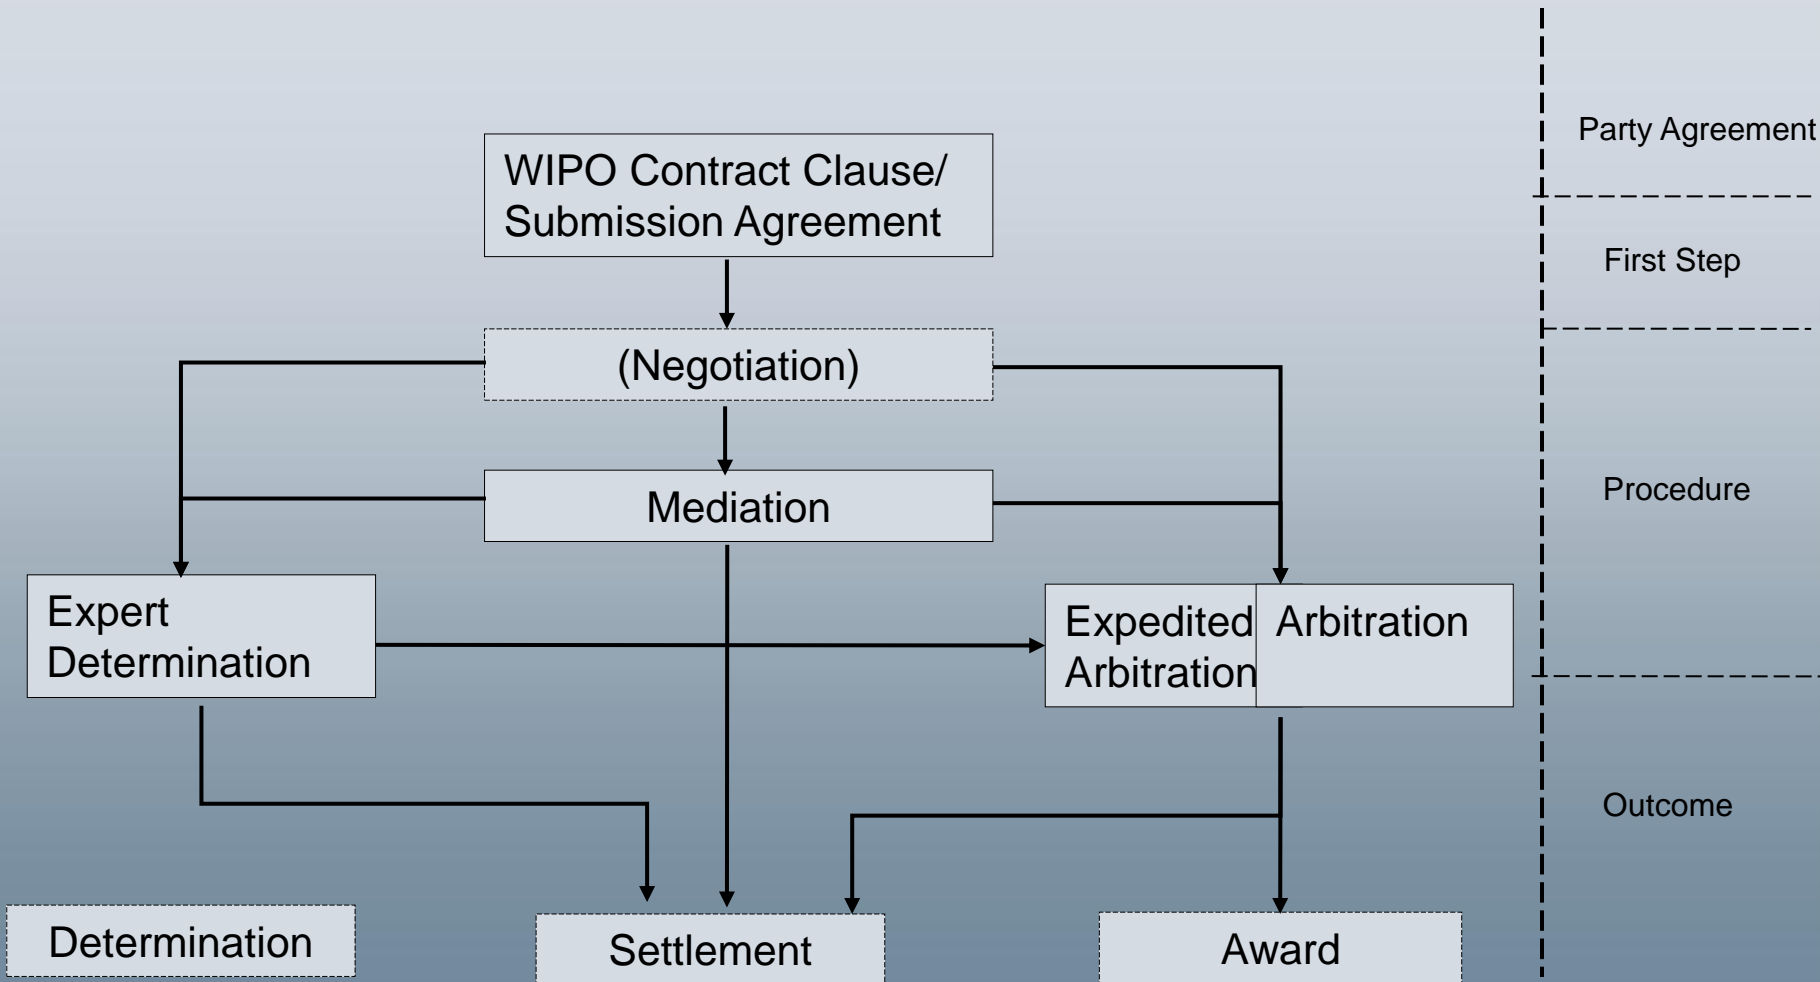 Party Agreement
WIPO Contract Clause/
Submission Agreement
First Step
(Negotiation)
Procedure
Mediation
Expert
Determination
Expedited
Arbitration
Arbitration
Outcome
Determination
Settlement
Award